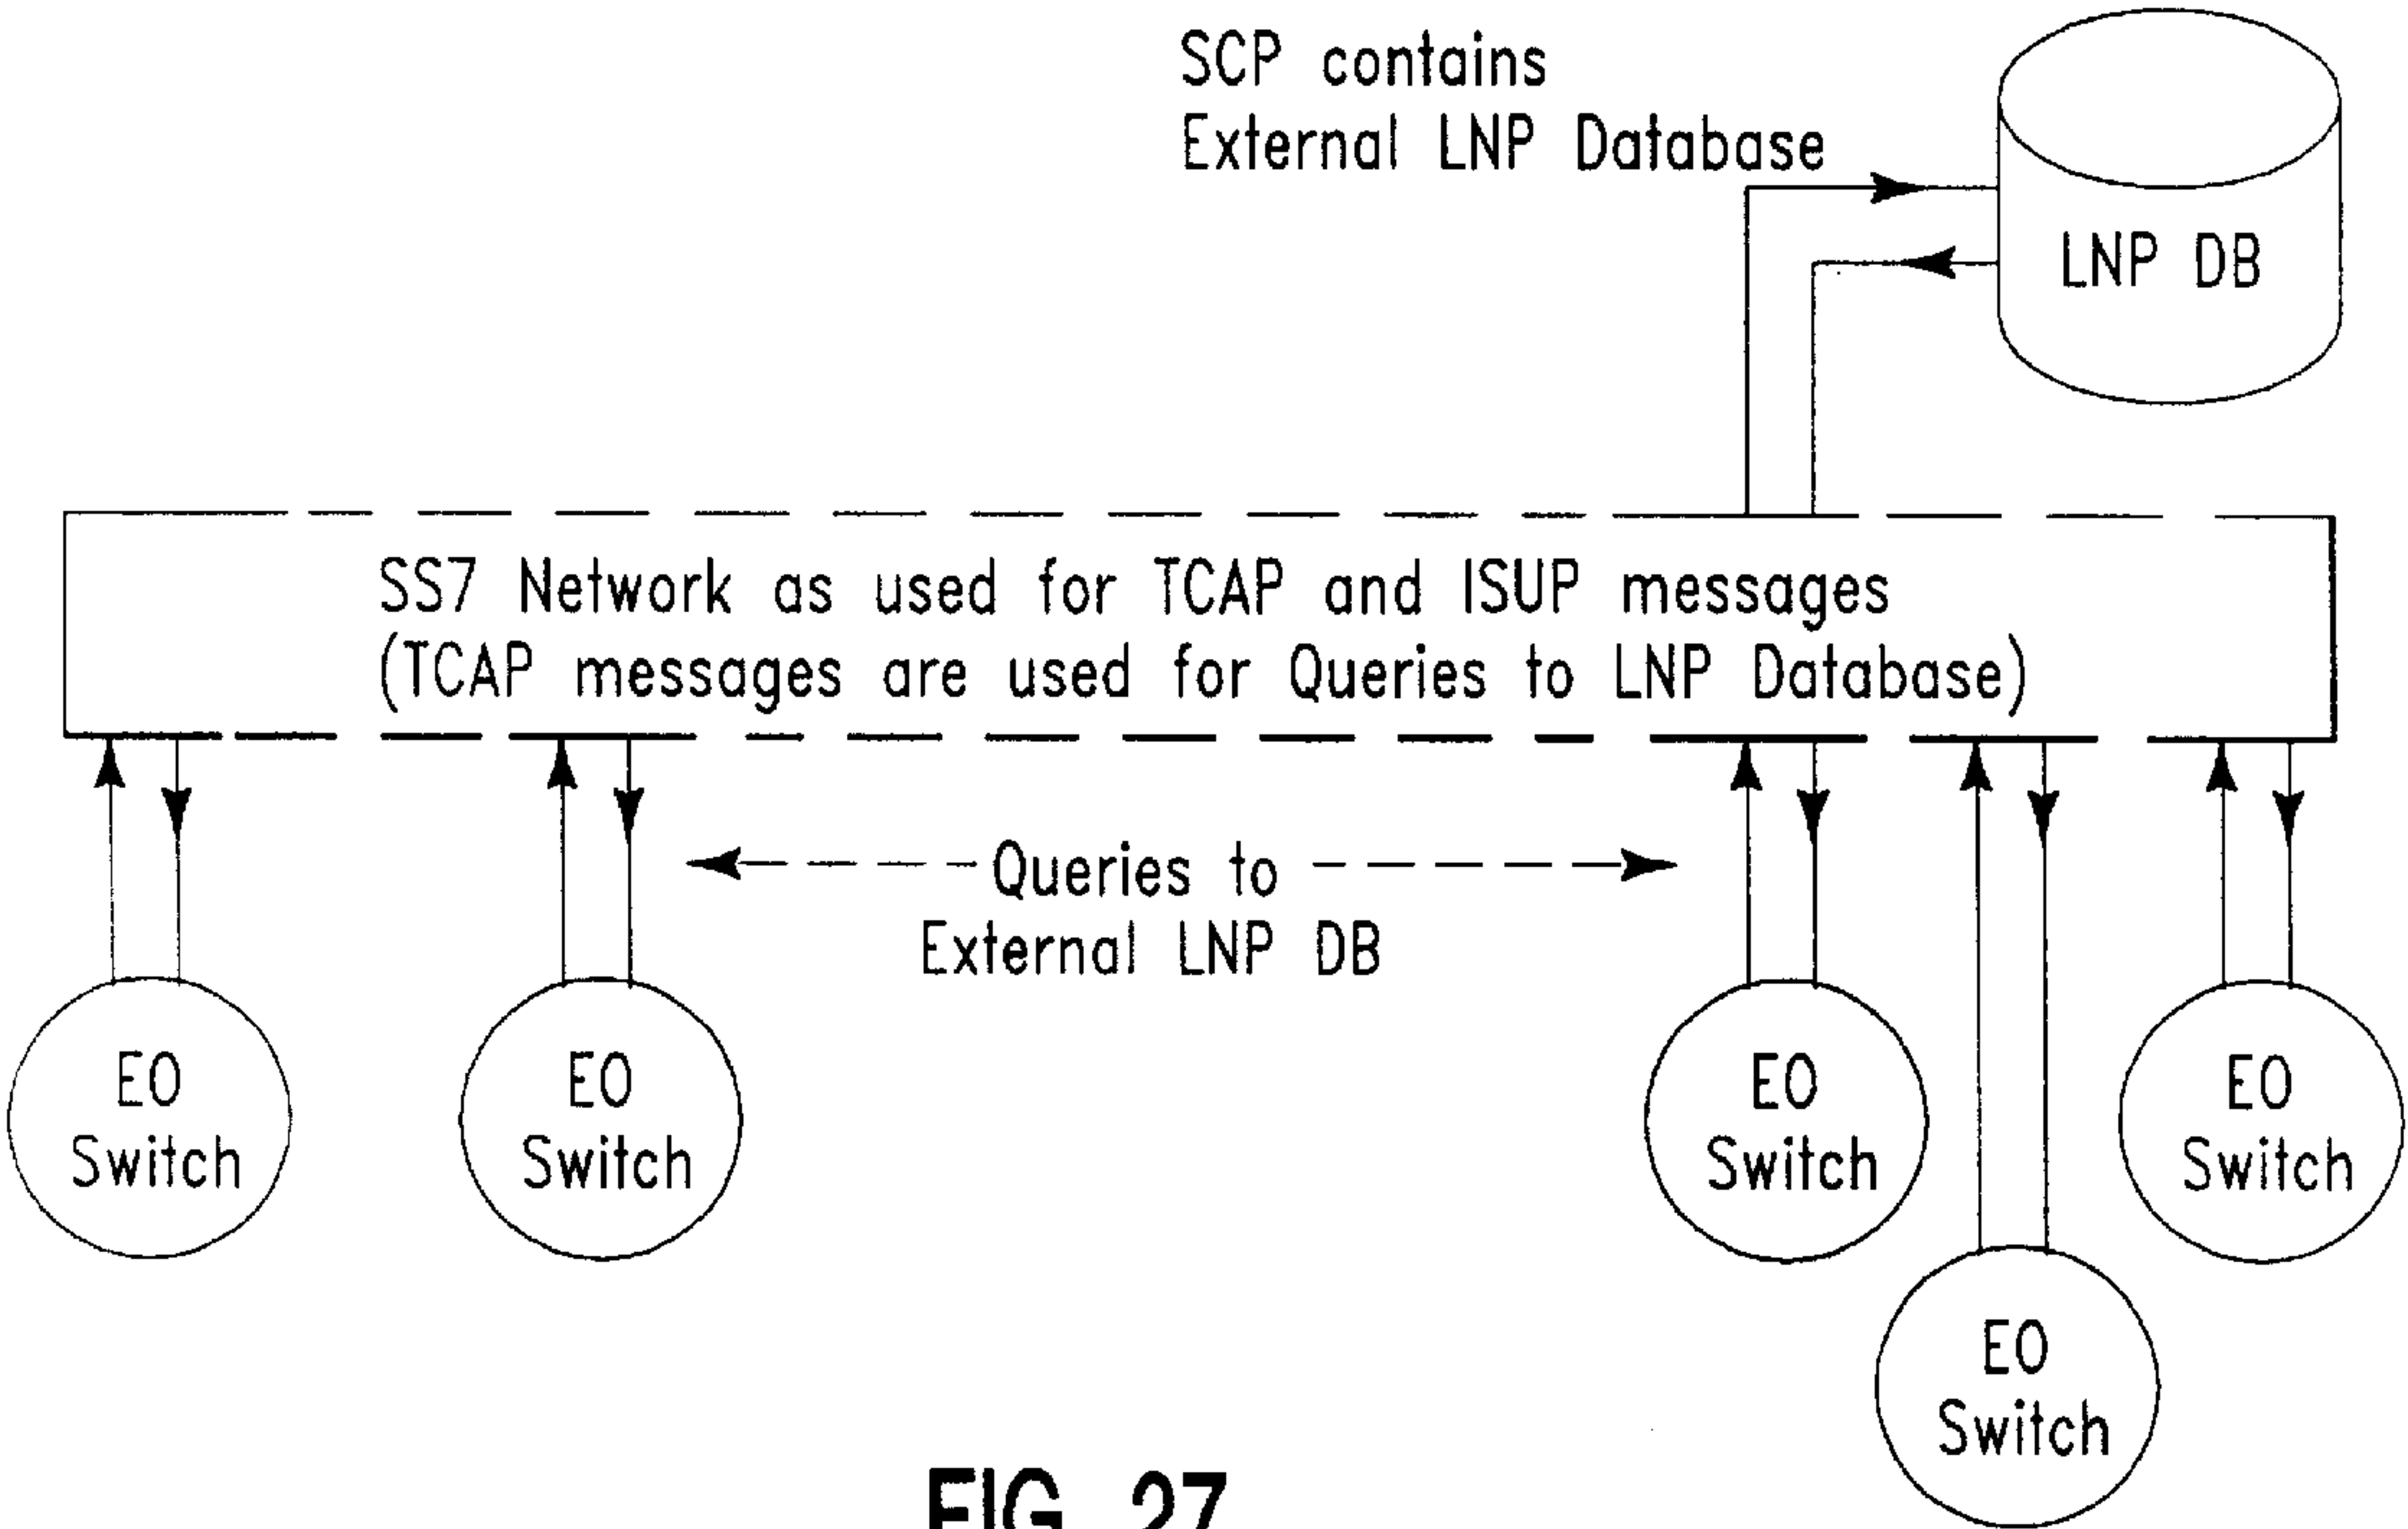 SCP contains
External LNP Database
LNP DB
SS7 Network as used for TCAP and ISUP messages
(TCAP messages are used for Queries to LNP Database)
Queries to
External LNP DB
EO
Switch
EO
Switch
EO
Switch
EO
Switch
EO
Switch
FIG. 27